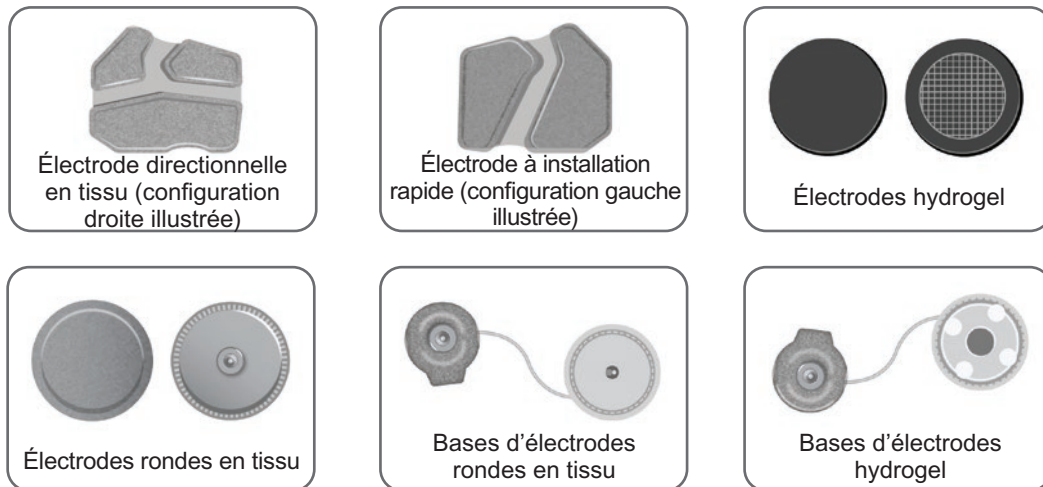 Électrode directionnelle
en tissu (configuration
droite illustrée)
Électrode à installation
rapide (configuration gauche
illustrée)
Électrodes hydrogel
Électrodes rondes en tissu
Bases d’électrodes
rondes en tissu
Bases d’électrodes
hydrogel